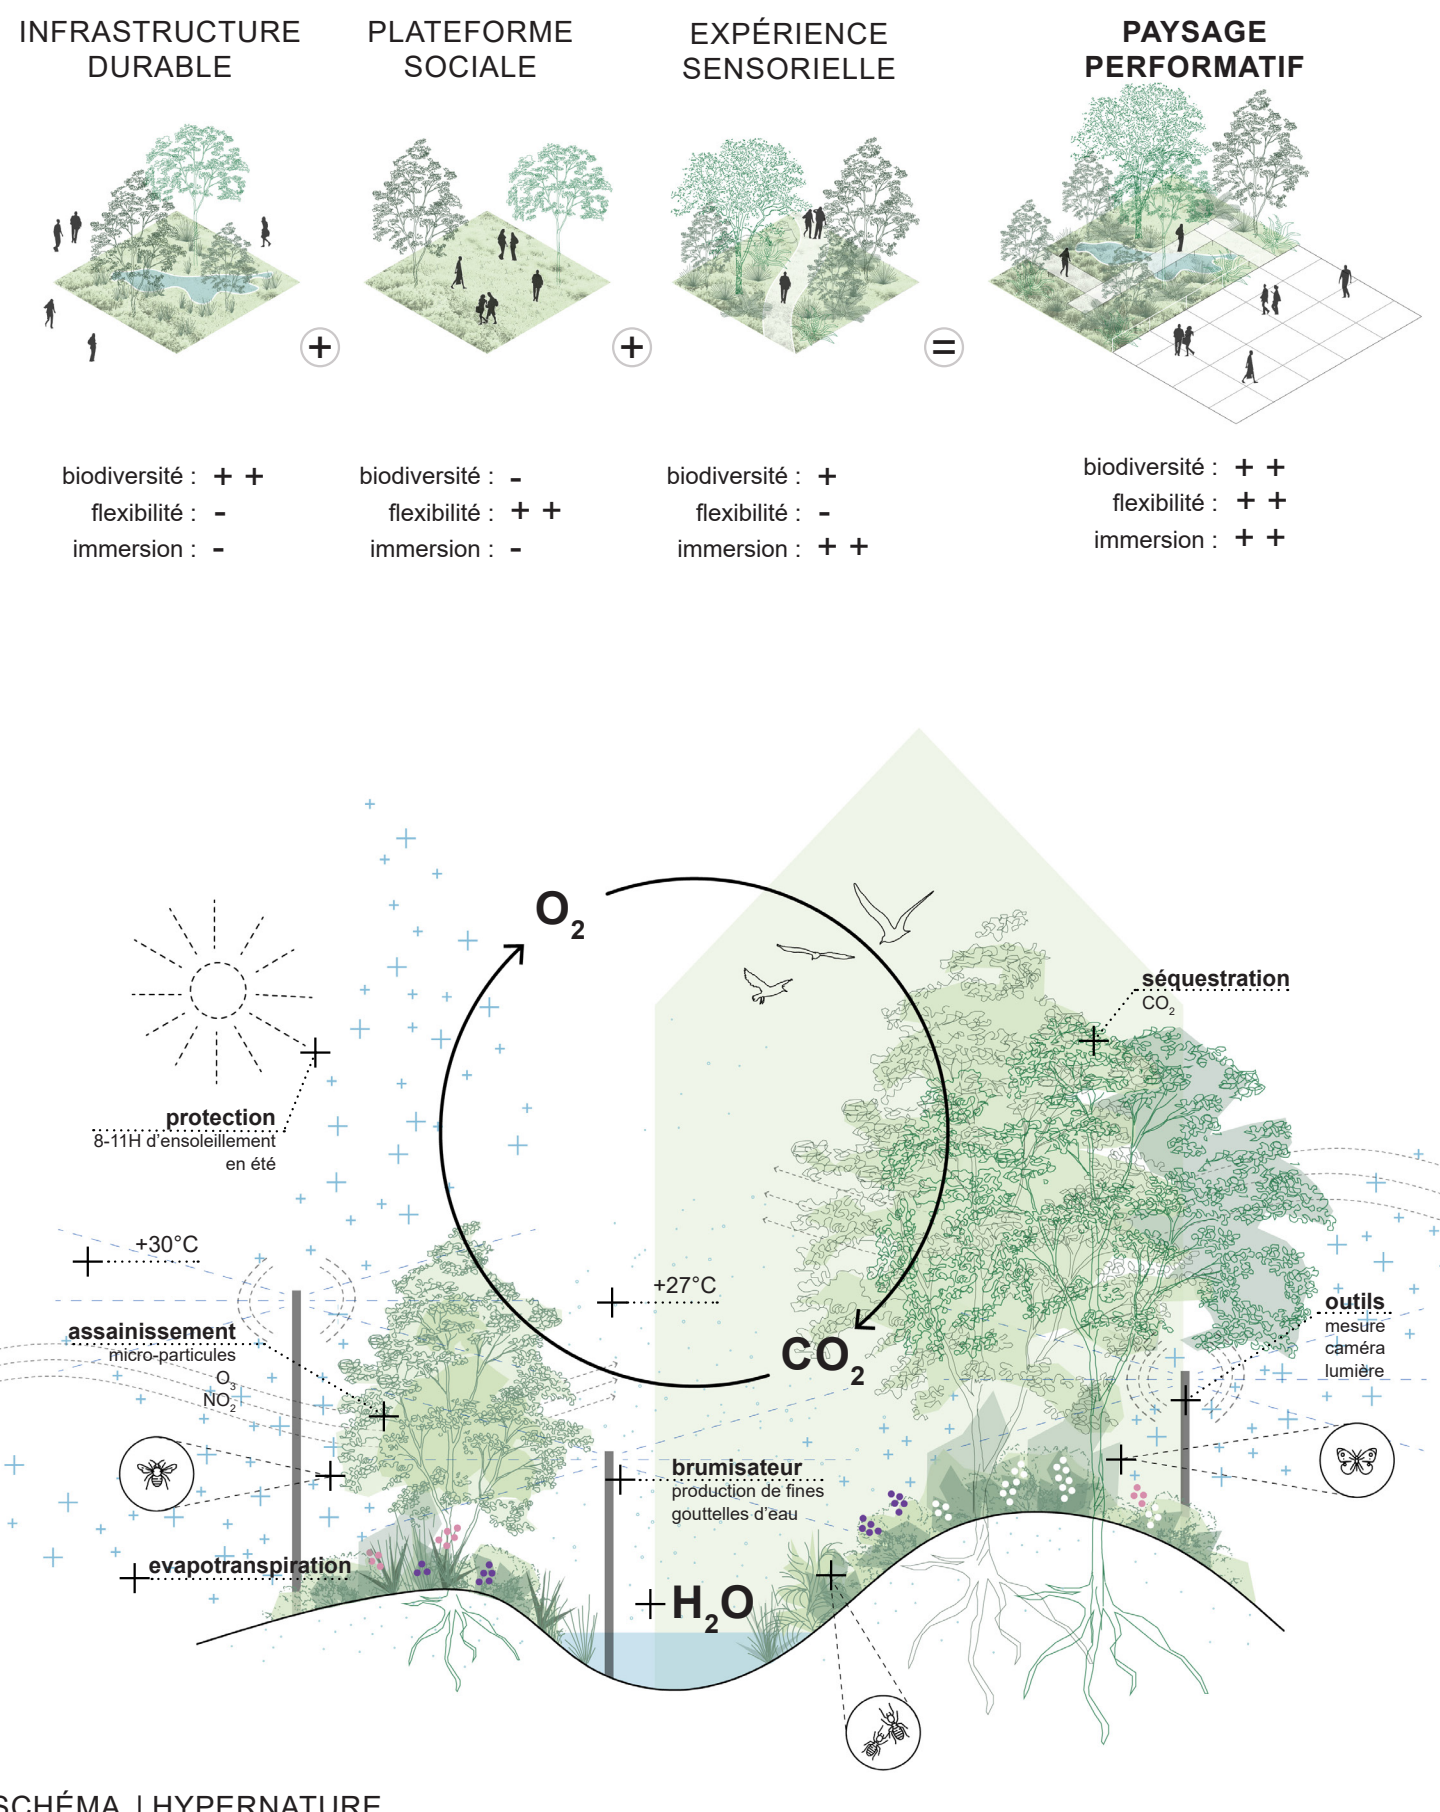 INFRASTRUCTURE
DURABLE
PLATEFORME
SOCIALE
EXPÉRIENCE
SENSORIELLE
PAYSAGE
PERFORMATIF
+
+
=
biodiversité : + +
flexibilité : -
immersion : -
biodiversité : -
flexibilité : + +
immersion : -
biodiversité : +
flexibilité : -
immersion : + +
biodiversité : + +
flexibilité : + +
immersion : + +
O2
séquestration
CO2
protection
8-11H d'ensoleillement
en été
+30°C
+27°C
assainissement
micro-particules
O3
NO2
CO2
outils
mesure
caméra
lumière
brumisateur
production de fines
gouttelles d'eau
evapotranspiration
H2O
SCHÉMA | HYPERNATURE